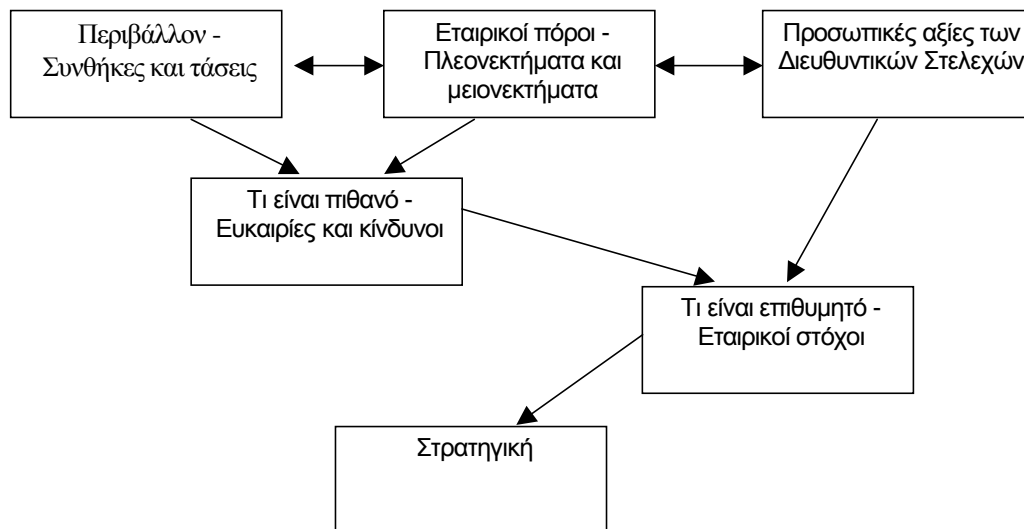 Περιβάλλον -
Συνθήκες και τάσεις
Εταιρικοί πόροι -
Πλεονεκτήματα και
μειονεκτήματα
Προσωπικές αξίες των
Διευθυντικών Στελεχών
Τι είναι πιθανό -
Ευκαιρίες και κίνδυνοι
Τι είναι επιθυμητό -
Εταιρικοί στόχοι
Στρατηγική